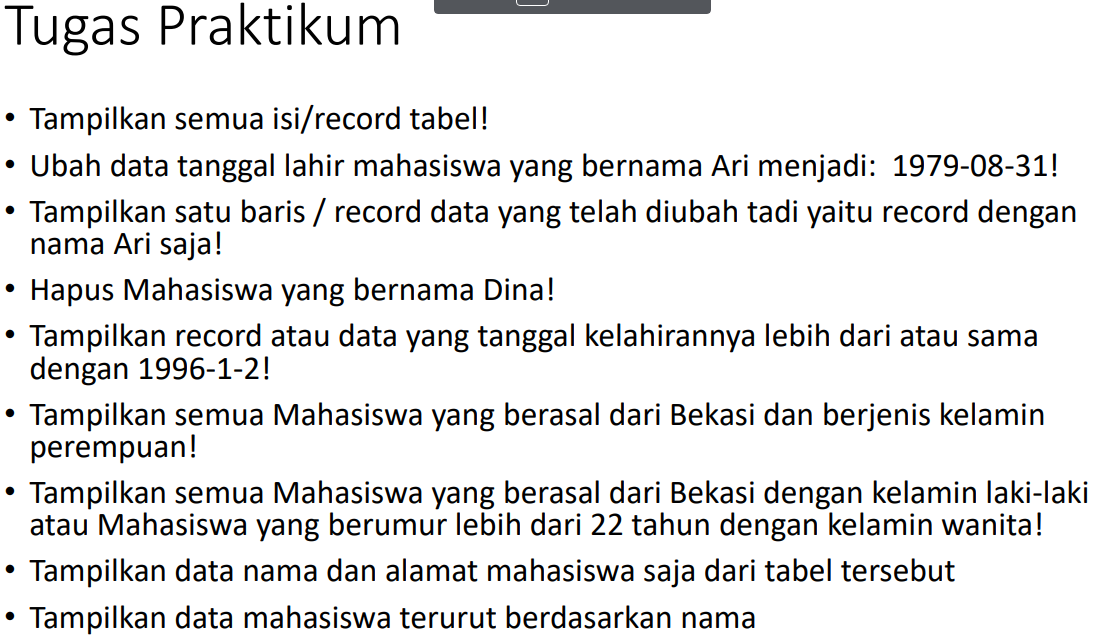 Tugas Praktikum
• Tampilkan semua isi/record tabel!
• Ubah data tanggal lahir mahasiswa yang bernama Ari menjadi:  1979-08-31!
• Tampilkan satu baris / record data yang telah diubah tadi yaitu record dengan
nama Ari saja!
• Hapus Mahasiswa yang bernama Dina!
• Tampilkan record atau data yang tanggal kelahirannya lebih dari atau sama
dengan 1996-1-2!
• Tampilkan semua Mahasiswa yang berasal dari Bekasi dan berjenis kelamin
perempuan!
• Tampilkan semua Mahasiswa yang berasal dari Bekasi dengan kelamin laki-laki
atau Mahasiswa yang berumur lebih dari 22 tahun dengan kelamin wanita!
• Tampilkan data nama dan alamat mahasiswa saja dari tabel tersebut
• Tampilkan data mahasiswa terurut berdasarkan nama